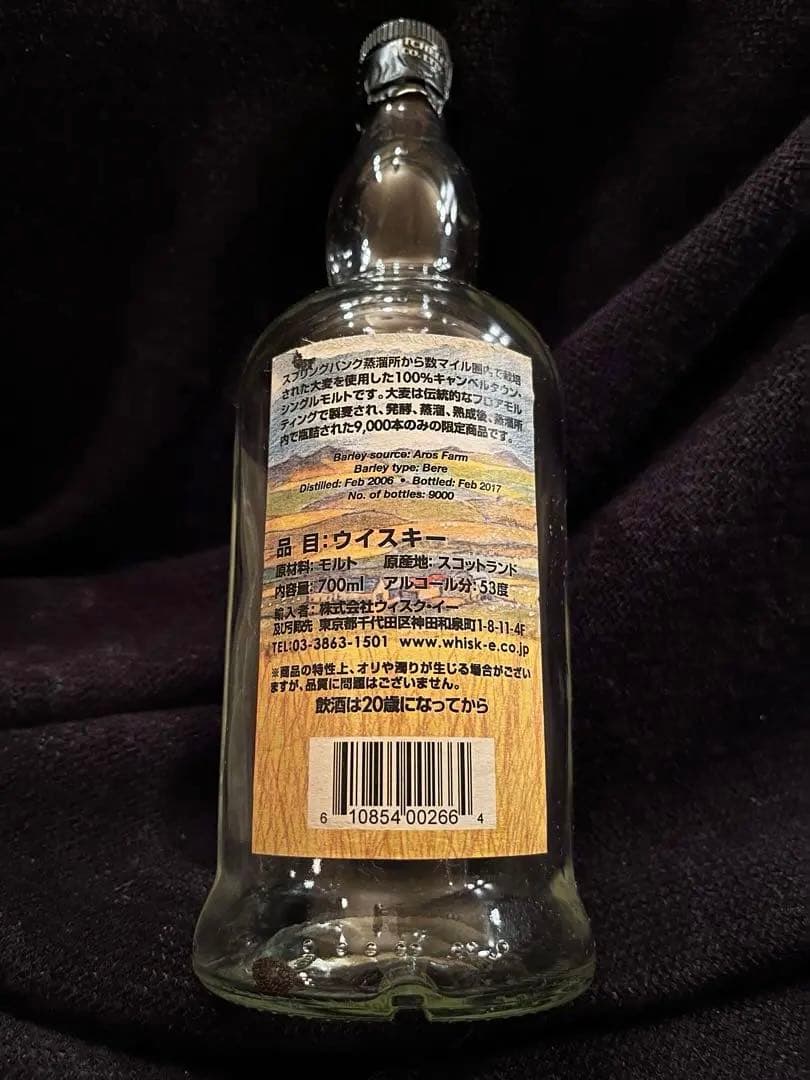 スプリングバンク蒸溜所から数マイル圏内で栽培
された大麦を使用した100%キャンベルタウン・
シングルモルトです。大麦は伝統的なフロアモル
ティングで製麦され、発酵、蒸溜、熟成後、蒸溜所
内で瓶詰された9,000本のみの限定商品です。
Barley source: Aros Farm
Barley type: Bere
Distilled: Feb 2006 • Bottled: Feb 2017
No. of bottles: 9000
品 目:ウイスキー
原材料: モルト 原産地: スコットランド
内容量: 700ml アルコール分: 53度
輸入者: 株式会社ウィスク・イー
及び引取先 東京都千代田区神田和泉町1-8-11-4F
TEL:03-3863-1501 www.whisk-e.co.jp
※商品の特性上、オリや濁りが生じる場合がござい
ますが、品質に問題はございません。
飲酒は20歳になってから
6 10854 00266 4